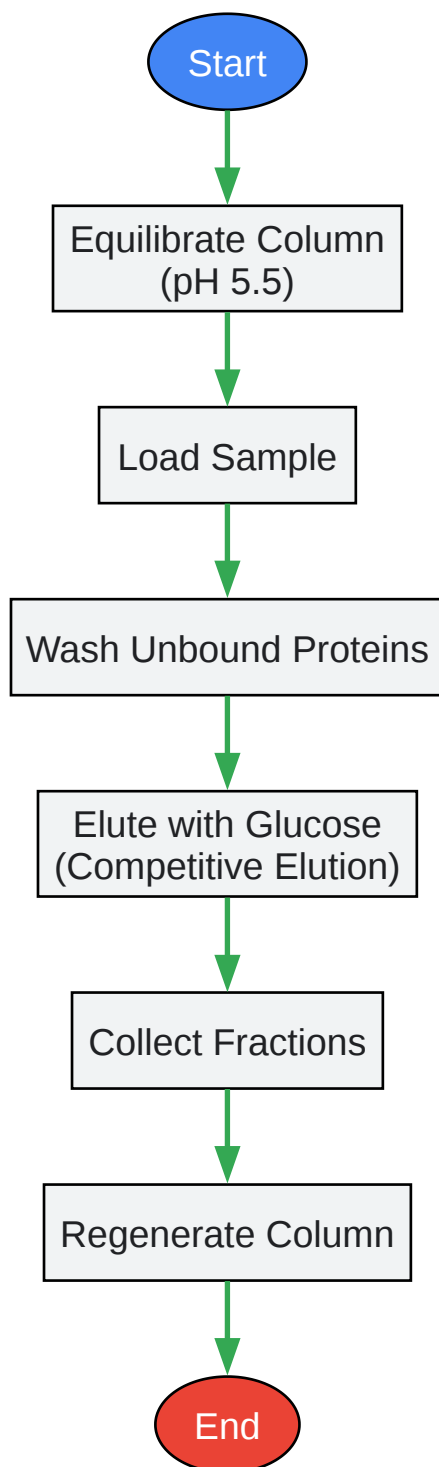 Start
Equilibrate Column
(pH 5.5)
Load Sample
Wash Unbound Proteins
Elute with Glucose
(Competitive Elution)
Collect Fractions
Regenerate Column
End